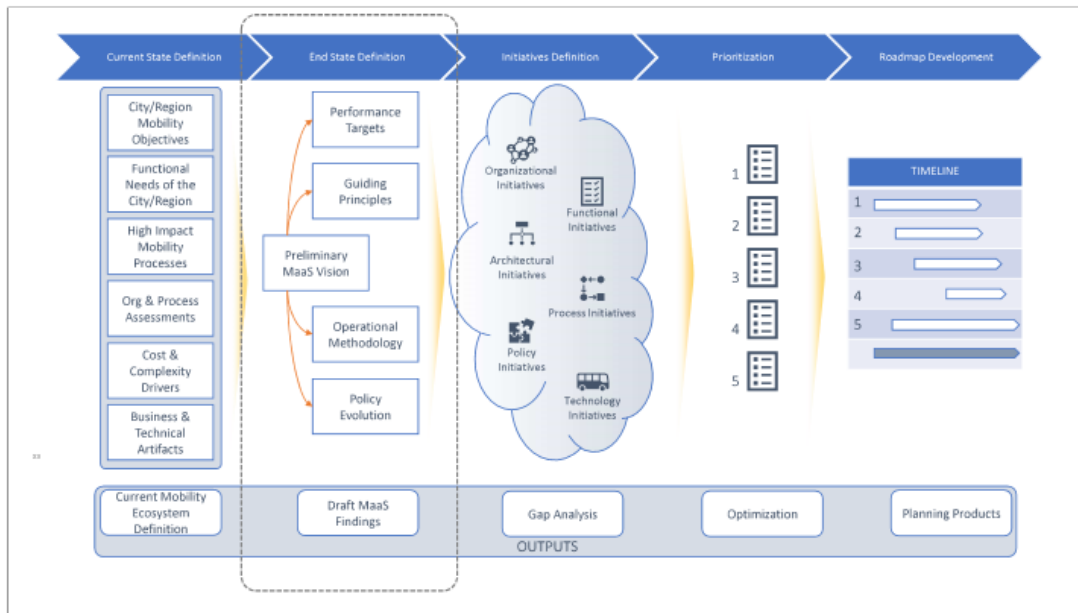 Current State Definition
End State Definition
Initiatives Definition
Prioritization
Roadmap Development
City/Region
Mobility
Objectives
Functional
Needs of the
City/Region
High Impact
Mobility
Processes
Org & Process
Assessments
Cost &
Complexity
Drivers
Business &
Technical
Artifacts
Performance
Targets
Guiding
Principles
Preliminary
MaaS Vision
Operational
Methodology
Policy
Evolution
Organizational
Initiatives
Functional
Initiatives
Architectural
Initiatives
Process Initiatives
Policy
Initiatives
Technology
Initiatives
1
2
3
4
5
TIMELINE
1
2
3
4
5
Current Mobility
Ecosystem
Definition
Draft MaaS
Findings
Gap Analysis
Optimization
Planning Products
OUTPUTS